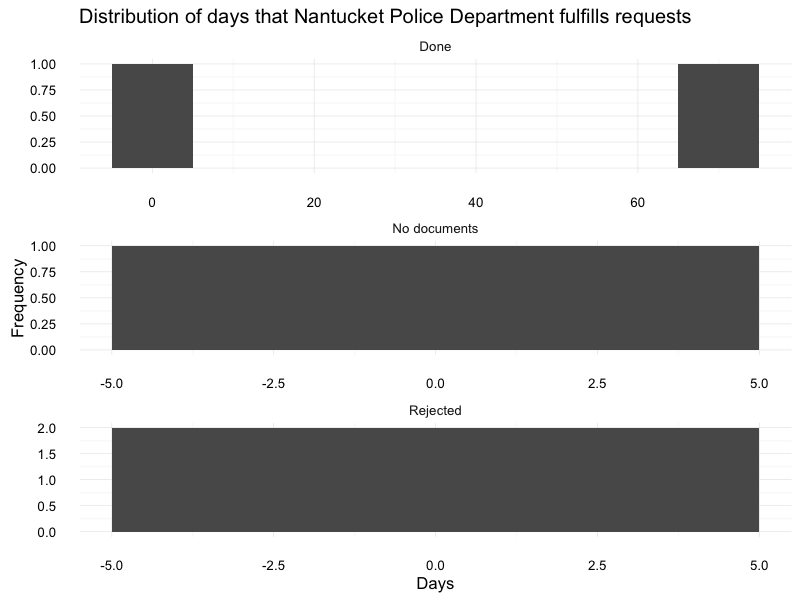 Distribution of days that Nantucket Police Department fulfills requests
Done
1.00
0.75
0.50
0.25
0.00
0 20 40 60
No documents
1.00
0.75
0.50
0.25
0.00
-5.0 -2.5 0.0 2.5 5.0
Frequency
Rejected
2.0
1.5
1.0
0.5
0.0
-5.0 -2.5 0.0 2.5 5.0
Days